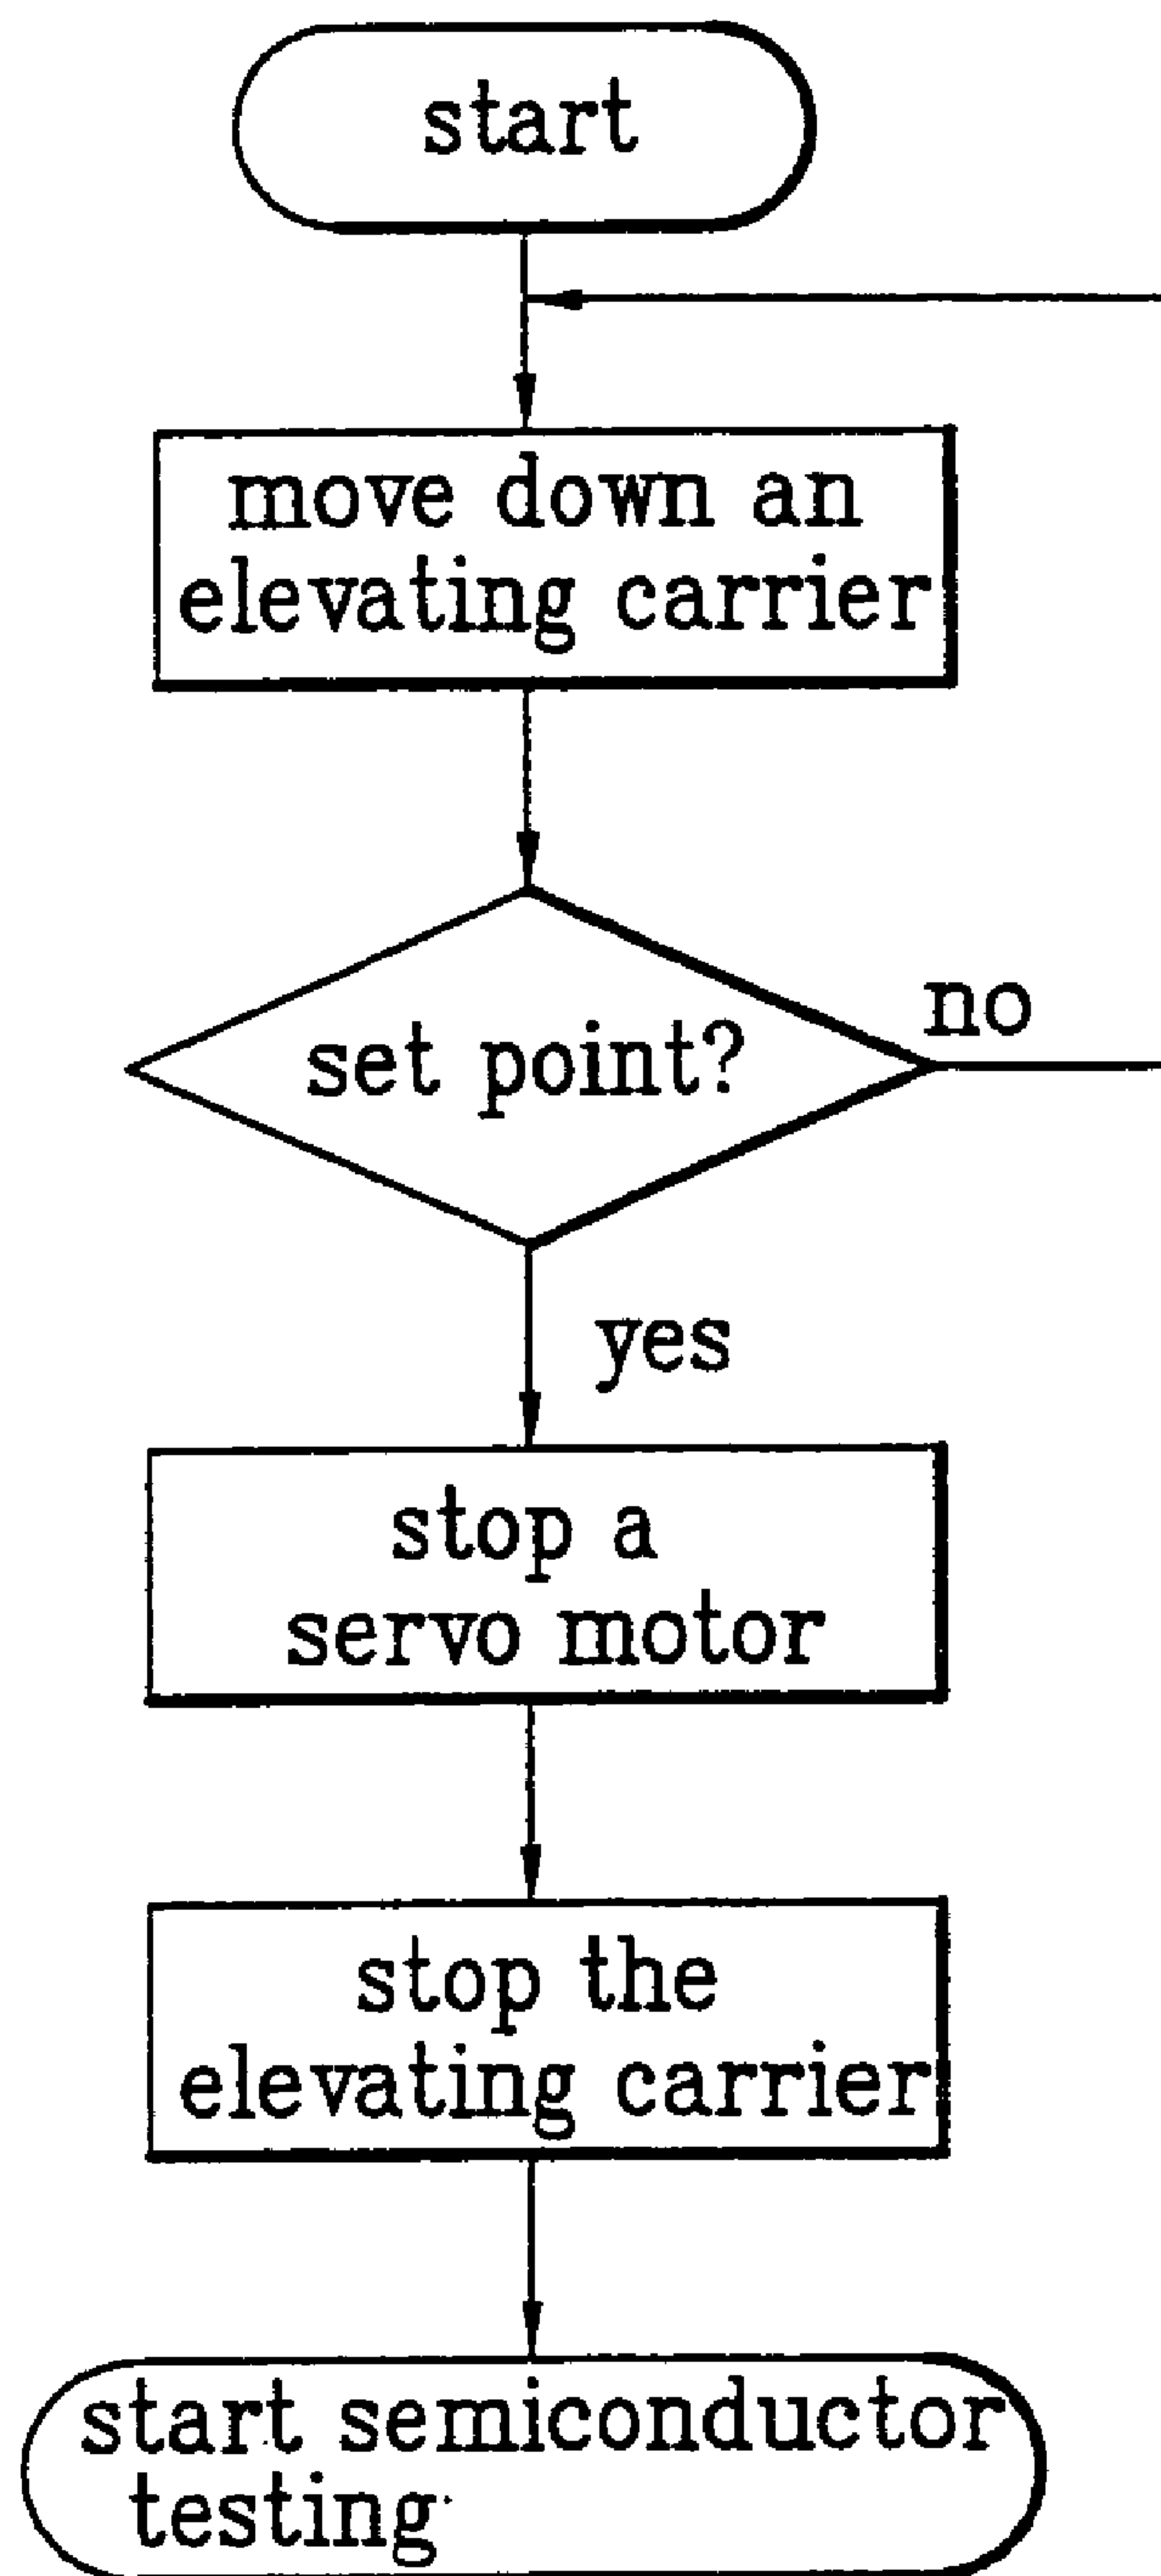 start
move down an
elevating carrier
set point?
no
yes
stop a
servo motor
stop the
elevating carrier
start semiconductor
testing